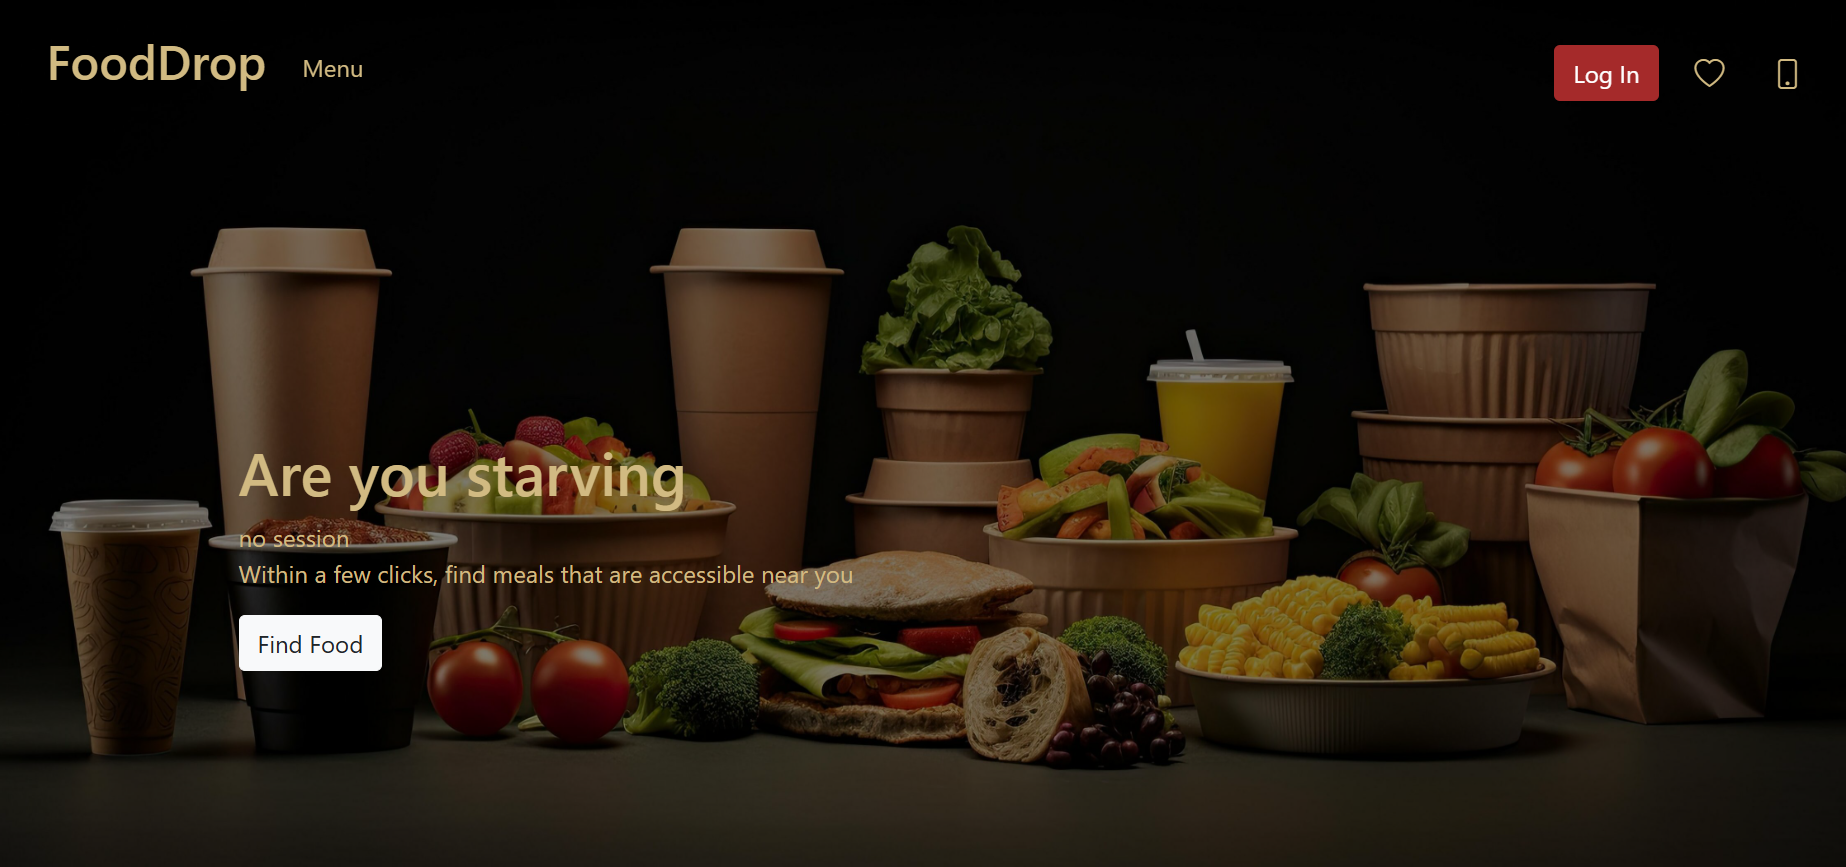 FoodDrop
Menu
Log In
Are you starving
no session
Within a few clicks, find meals that are accessible near you
Find Food